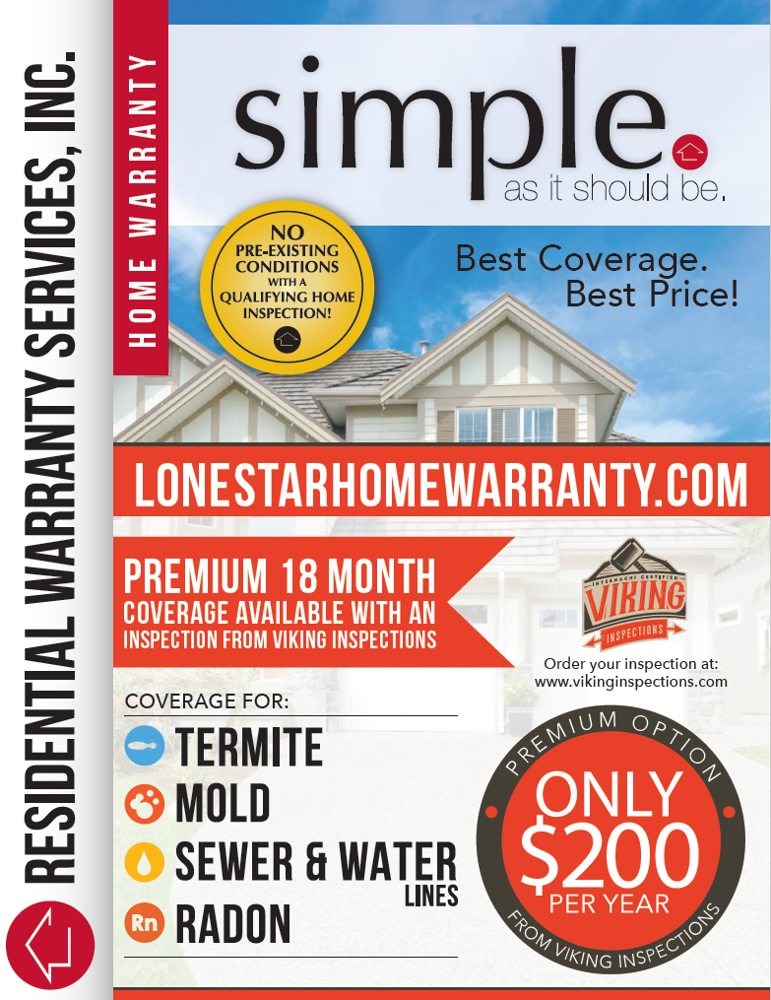 RESIDENTIAL WARRANTY SERVICES, INC.
HOME WARRANTY
simple.
as it should be.
NO
PRE-EXISTING
CONDITIONS
WITH A
QUALIFYING HOME
INSPECTION!
Best Coverage.
Best Price!
LONESTARHOMEWARRANTY.COM
PREMIUM 18 MONTH
COVERAGE AVAILABLE WITH AN
INSPECTION FROM VIKING INSPECTIONS
INTERNACHI CERTIFIED
VIKING
INSPECTIONS
Order your inspection at:
www.vikinginspections.com
COVERAGE FOR:
TERMITE
MOLD
SEWER & WATER
LINES
Rn RADON
PREMIUM OPTION
ONLY
$200
PER YEAR
FROM VIKING INSPECTIONS